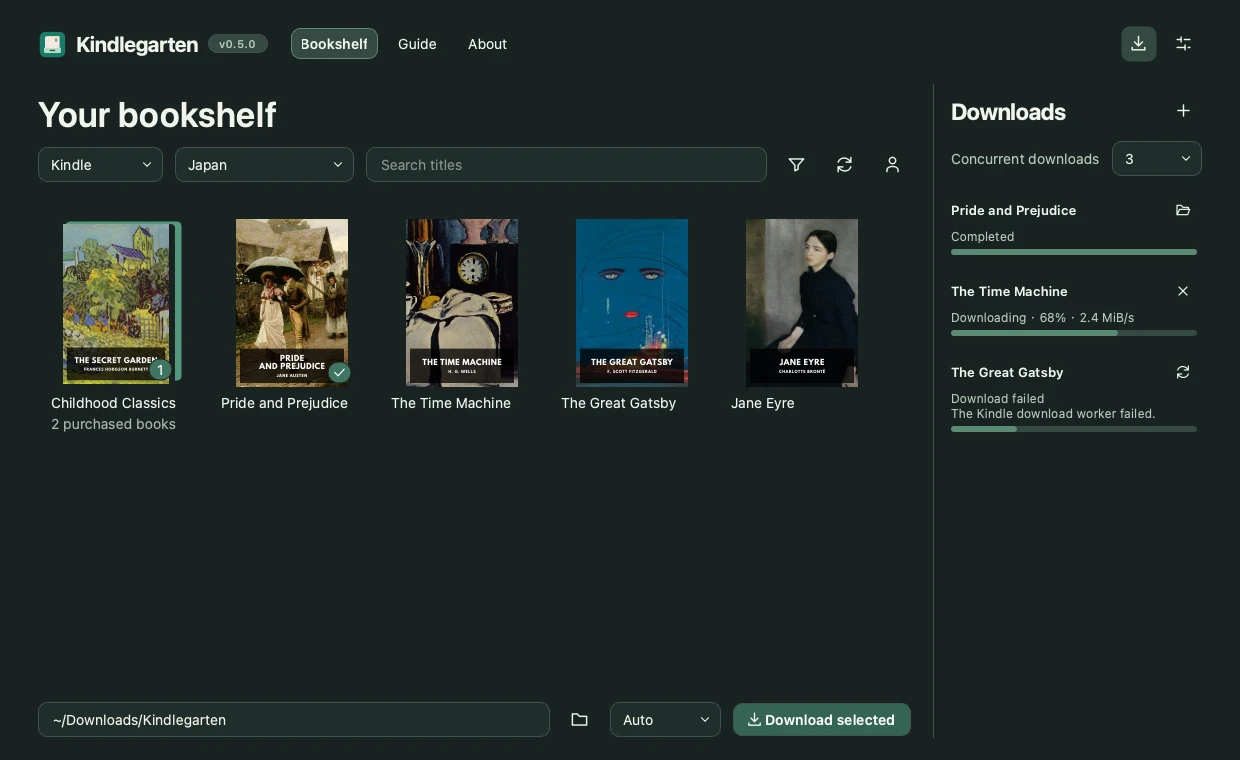 Kindlegarten
v0.5.0
Bookshelf
Guide
About
Your bookshelf
Kindle
Japan
Search titles
THE SECRET GARDEN
FRANCES HODGSON BURNETT
1
Childhood Classics
2 purchased books
PRIDE
AND PREJUDICE
JANE AUSTEN
Pride and Prejudice
THE TIME MACHINE
H. G. WELLS
The Time Machine
THE GREAT GATSBY
F. SCOTT FITZGERALD
The Great Gatsby
JANE EYRE
CHARLOTTE BRONTË
Jane Eyre
~/Downloads/Kindlegarten
Auto
Download selected
Downloads
Concurrent downloads
3
Pride and Prejudice
Completed
The Time Machine
Downloading · 68% · 2.4 MiB/s
The Great Gatsby
Download failed
The Kindle download worker failed.